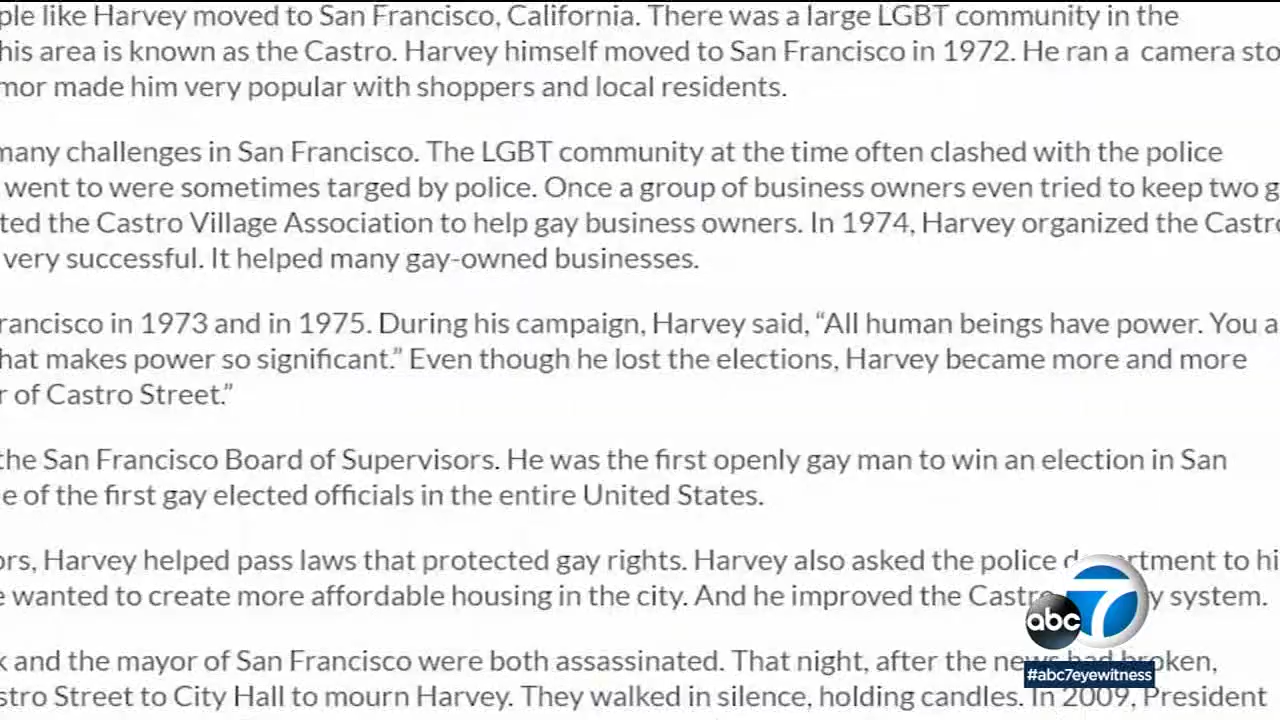 ple like Harvey moved to San Francisco, California. There was a large LGBT community in the
his area is known as the Castro. Harvey himself moved to San Francisco in 1972. He ran a camera sto
mor made him very popular with shoppers and local residents.
many challenges in San Francisco. The LGBT community at the time often clashed with the police
went to were sometimes targed by police. Once a group of business owners even tried to keep two g
ted the Castro Village Association to help gay business owners. In 1974, Harvey organized the Castro
very successful. It helped many gay-owned businesses.
rancisco in 1973 and in 1975. During his campaign, Harvey said, “All human beings have power. You a
hat makes power so significant.” Even though he lost the elections, Harvey became more and more
r of Castro Street.”
the San Francisco Board of Supervisors. He was the first openly gay man to win an election in San
e of the first gay elected officials in the entire United States.
ors, Harvey helped pass laws that protected gay rights. Harvey also asked the police d tment to hi
e wanted to create more affordable housing in the city. And he improved the Castro y system.
k and the mayor of San Francisco were both assassinated. That night, after the news had broken,
stro Street to City Hall to mourn Harvey. They walked in silence, holding candles. In 2009, President
abc 7
#abc7eyewitness